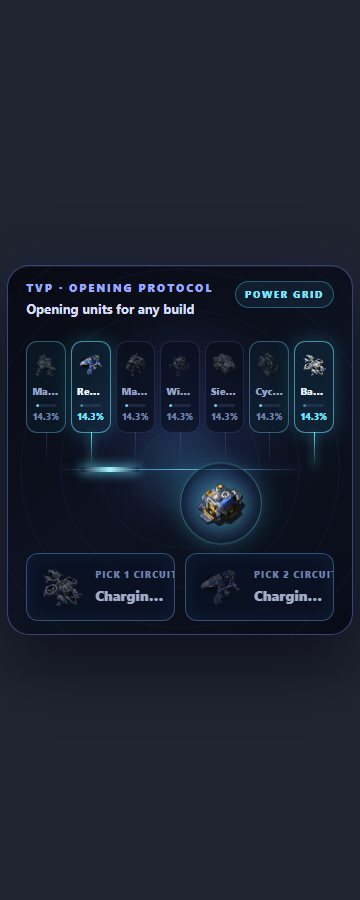 TVP · OPENING PROTOCOL
POWER GRID
Opening units for any build
Ma... Re... Ma... Wi... Sie... Cyc... Ba...
14.3% 14.3% 14.3% 14.3% 14.3% 14.3% 14.3%
PICK 1 CIRCUIT PICK 2 CIRCUIT
Chargin... Chargin...